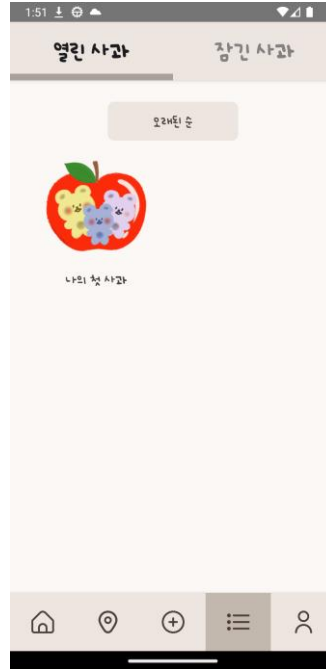 1:51
열린 사과
잠긴 사과
오래된 순
나의 첫 사과